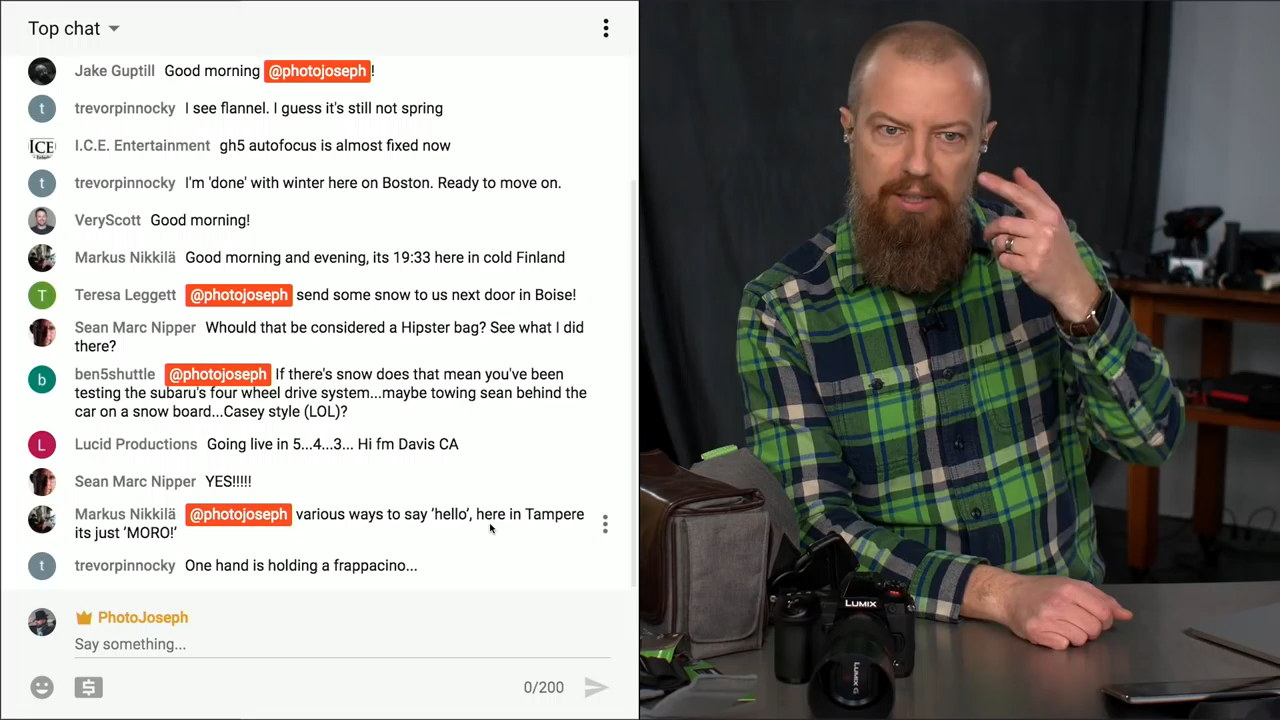 Top chat
Jake Guptill Good morning @photojoseph!
t trevorpinnocky I see flannel. I guess it's still not spring
ICE I.C.E. Entertainment gh5 autofocus is almost fixed now
t trevorpinnocky I'm 'done' with winter here on Boston. Ready to move on.
VeryScott Good morning!
Markus Nikkilä Good morning and evening, its 19:33 here in cold Finland
T Teresa Leggett @photojoseph send some snow to us next door in Boise!
Sean Marc Nipper Whould that be considered a Hipster bag? See what I did
there?
b ben5shuttle @photojoseph If there's snow does that mean you've been
testing the subaru's four wheel drive system...maybe towing sean behind the
car on a snow board...Casey style (LOL)?
L Lucid Productions Going live in 5...4...3... Hi fm Davis CA
Sean Marc Nipper YES!!!!!
Markus Nikkilä @photojoseph various ways to say ’hello’, here in Tampere
its just ’MORO!’
t trevorpinnocky One hand is holding a frappacino...
PhotoJoseph
Say something...
$ 0/200
LUMIX
LUMIX G